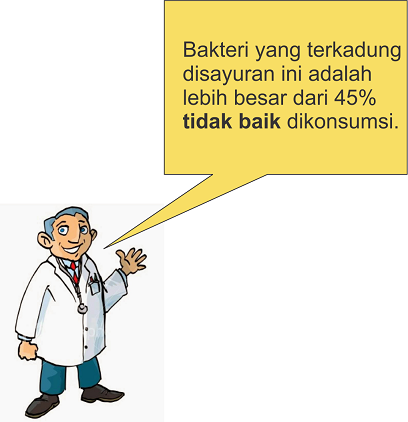 Bakteri yang terkadung
disayuran ini adalah
lebih besar dari 45%
tidak baik dikonsumsi.